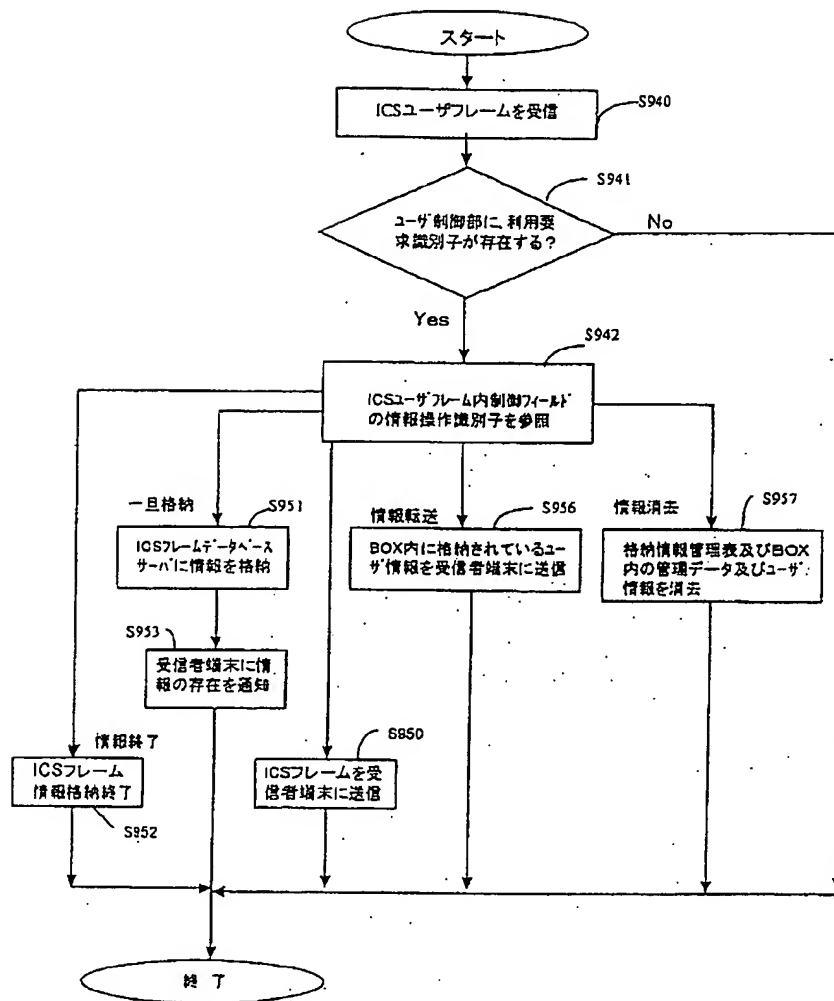 スタート
ICSユーザフレームを受信
S940
S941
ユーザ制御部に、利用要
求識別子が存在する?
No
Yes
S942
ICSユーザフレーム内制御フィールド
の情報操作識別子を参照
一旦格納
S951
ICSフレームデータベース
サーバに情報を格納
情報転送
S956
BOX内に格納されているユー
ザ情報を受信者端末に送信
情報消去
S957
格納情報管理表及びBOX
内の管理データ及びユーザ
情報を消去
S953
受信者端末に情
報の存在を通知
情報終了
ICSフレーム
情報格納終了
S952
S950
ICSフレームを受
信者端末に送信
終了